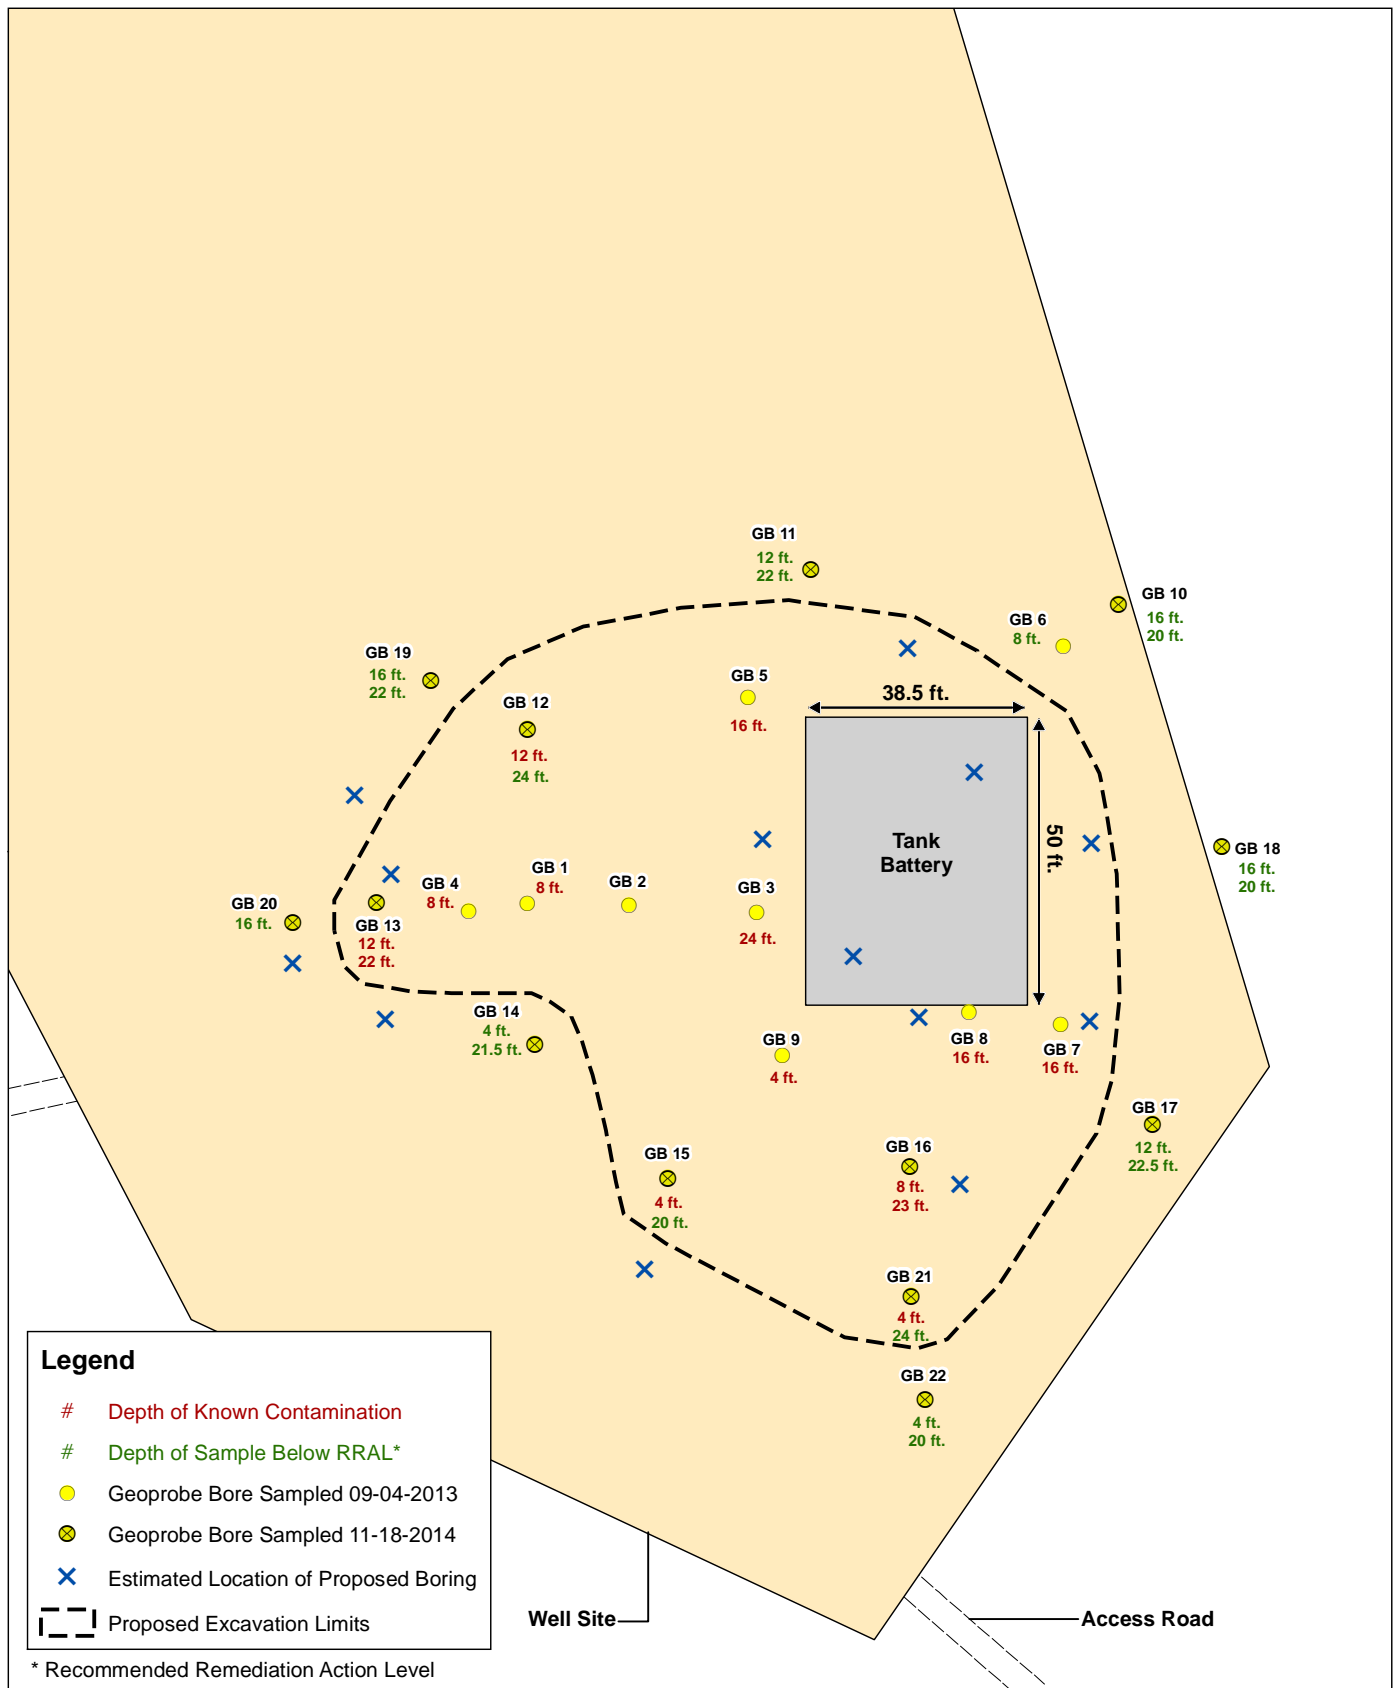 GB 11
12 ft.
22 ft.
GB 10
16 ft.
20 ft.
GB 6
8 ft.
GB 19
16 ft.
22 ft.
GB 5
16 ft.
38.5 ft.
GB 12
12 ft.
24 ft.
50 ft.
Tank
Battery
GB 18
16 ft.
20 ft.
GB 1
8 ft.
GB 4
8 ft.
GB 2
GB 3
24 ft.
GB 20
16 ft.
GB 13
12 ft.
22 ft.
GB 14
4 ft.
21.5 ft.
GB 9
4 ft.
GB 8
16 ft.
GB 7
16 ft.
GB 17
12 ft.
22.5 ft.
GB 15
4 ft.
20 ft.
GB 16
8 ft.
23 ft.
GB 21
4 ft.
24 ft.
GB 22
4 ft.
20 ft.
Legend
# Depth of Known Contamination
# Depth of Sample Below RRAL*
Geoprobe Bore Sampled 09-04-2013
Geoprobe Bore Sampled 11-18-2014
Estimated Location of Proposed Boring
Proposed Excavation Limits
* Recommended Remediation Action Level
Well Site
Access Road